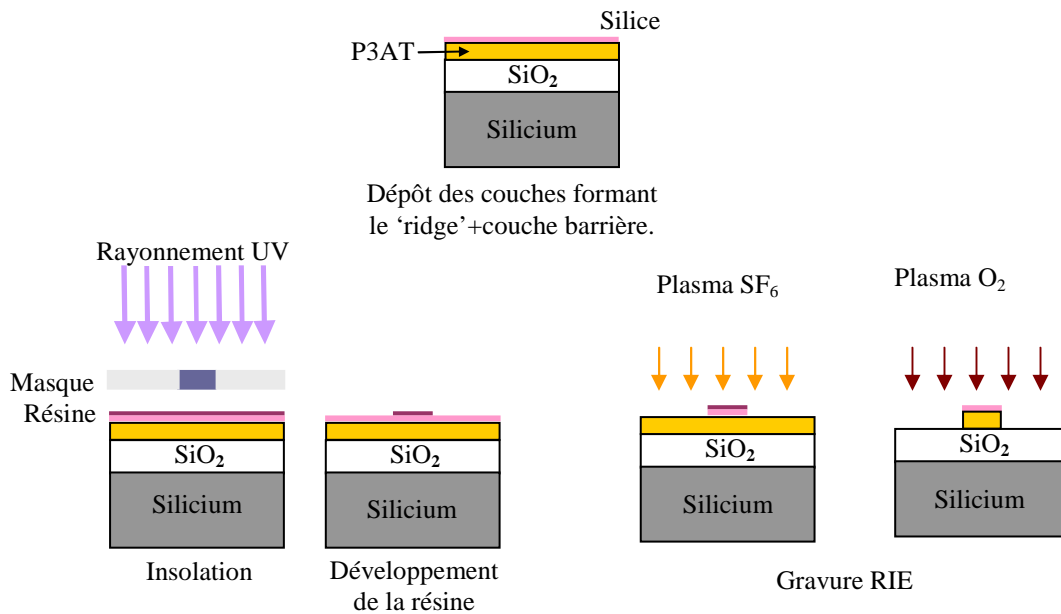 Silice
P3AT
SiO₂
Silicium
Dépôt des couches formant
le ‘ridge’+couche barrière.
Rayonnement UV
Masque
Résine
SiO₂
Silicium
Insolation
SiO₂
Silicium
Développement
de la résine
Plasma SF₆
SiO₂
Silicium
Plasma O₂
SiO₂
Silicium
Gravure RIE